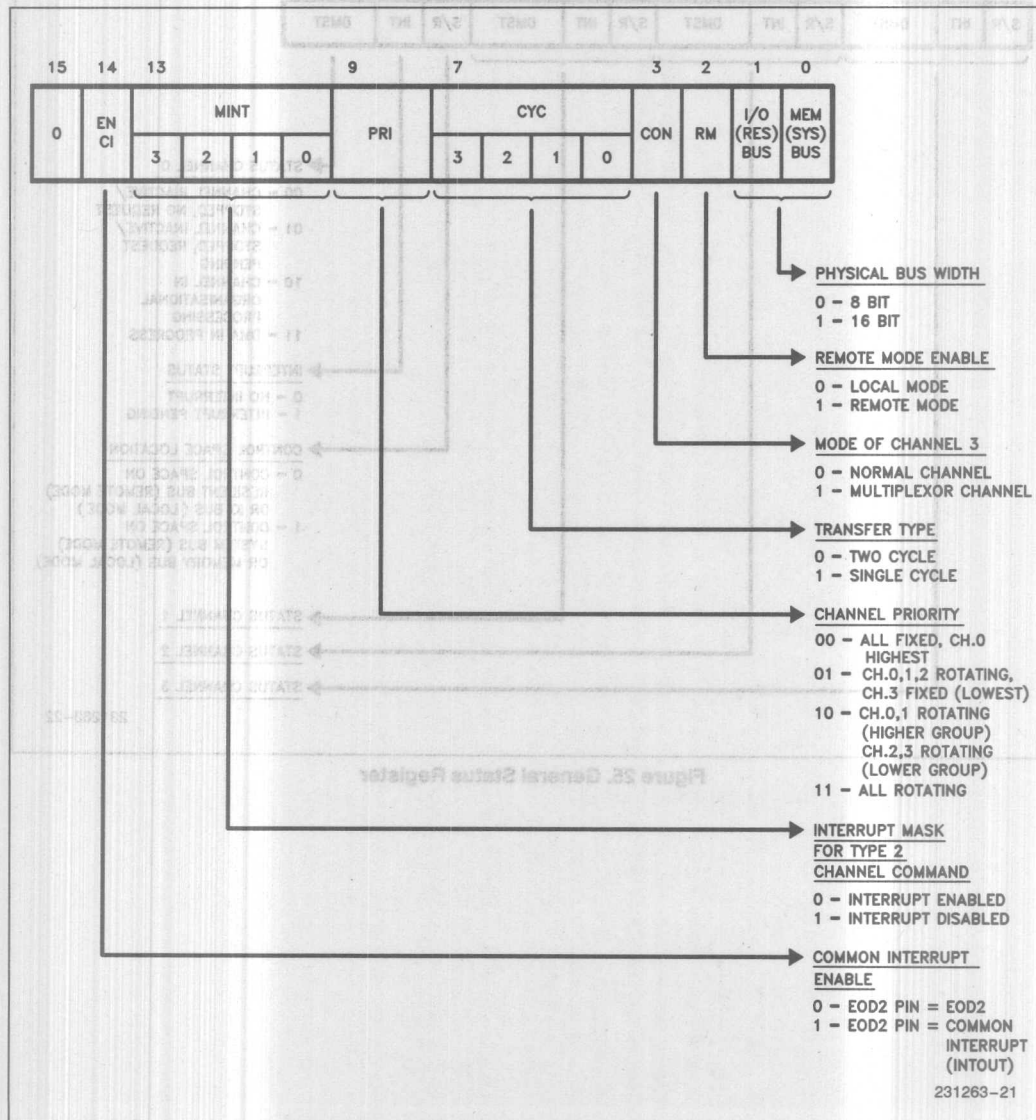 15 14 13 9 7 3 2 1 0
0 EN CI MINT PRI CYC CON RM I/O (RES) BUS MEM (SYS) BUS
3 2 1 0 3 2 1 0
PHYSICAL BUS WIDTH
0 – 8 BIT
1 – 16 BIT
REMOTE MODE ENABLE
0 – LOCAL MODE
1 – REMOTE MODE
MODE OF CHANNEL 3
0 – NORMAL CHANNEL
1 – MULTIPLEXOR CHANNEL
TRANSFER TYPE
0 – TWO CYCLE
1 – SINGLE CYCLE
CHANNEL PRIORITY
00 – ALL FIXED, CH.0
HIGHEST
01 – CH.0,1,2 ROTATING,
CH.3 FIXED (LOWEST)
10 – CH.0,1 ROTATING
(HIGHER GROUP)
CH.2,3 ROTATING
(LOWER GROUP)
11 – ALL ROTATING
INTERRUPT MASK
FOR TYPE 2
CHANNEL COMMAND
0 – INTERRUPT ENABLED
1 – INTERRUPT DISABLED
COMMON INTERRUPT
ENABLE
0 – EOD2 PIN = EOD2
1 – EOD2 PIN = COMMON
INTERRUPT
(INTOUT)
231263–21
Figure 26. General Status Register